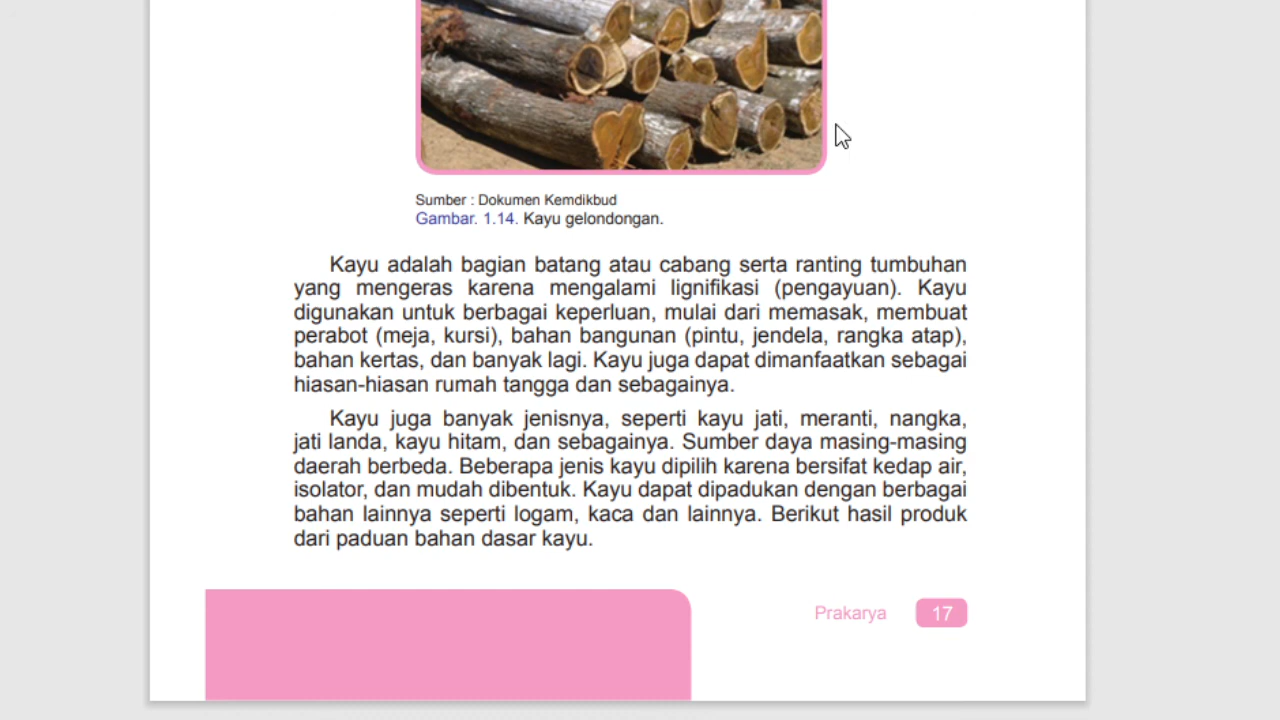 Sumber : Dokumen Kemdikbud
Gambar. 1.14. Kayu gelondongan.
Kayu adalah bagian batang atau cabang serta ranting tumbuhan
yang mengeras karena mengalami lignifikasi (pengayuan). Kayu
digunakan untuk berbagai keperluan, mulai dari memasak, membuat
perabot (meja, kursi), bahan bangunan (pintu, jendela, rangka atap),
bahan kertas, dan banyak lagi. Kayu juga dapat dimanfaatkan sebagai
hiasan-hiasan rumah tangga dan sebagainya.
Kayu juga banyak jenisnya, seperti kayu jati, meranti, nangka,
jati landa, kayu hitam, dan sebagainya. Sumber daya masing-masing
daerah berbeda. Beberapa jenis kayu dipilih karena bersifat kedap air,
isolator, dan mudah dibentuk. Kayu dapat dipadukan dengan berbagai
bahan lainnya seperti logam, kaca dan lainnya. Berikut hasil produk
dari paduan bahan dasar kayu.
Prakarya 17